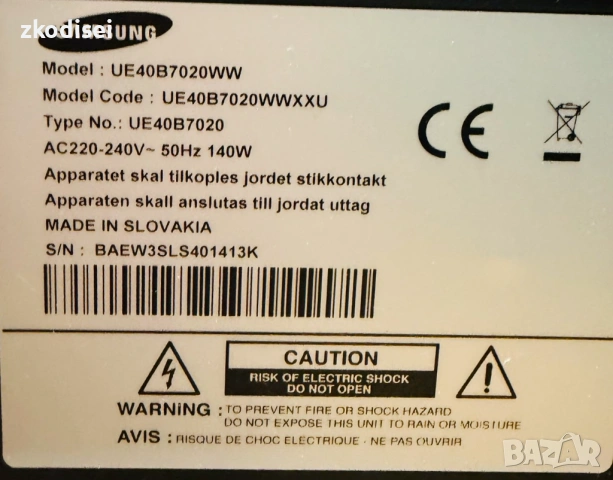 zkodisei
SAMSUNG
Model : UE40B7020WW
Model Code : UE40B7020WWXXU
Type No.: UE40B7020
AC220-240V~ 50Hz 140W
Apparatet skal tilkoples jordet stikkontakt
Apparaten skall anslutas till jordat uttag
MADE IN SLOVAKIA
S/N : BAEW3SLS401413K
CE
CAUTION
RISK OF ELECTRIC SHOCK
DO NOT OPEN
WARNING : TO PREVENT FIRE OR SHOCK HAZARD
DO NOT EXPOSE THIS UNIT TO RAIN OR MOISTURE
AVIS : RISQUE DE CHOC ELECTRIQUE - NE PAS OUVRIR
BAZAR